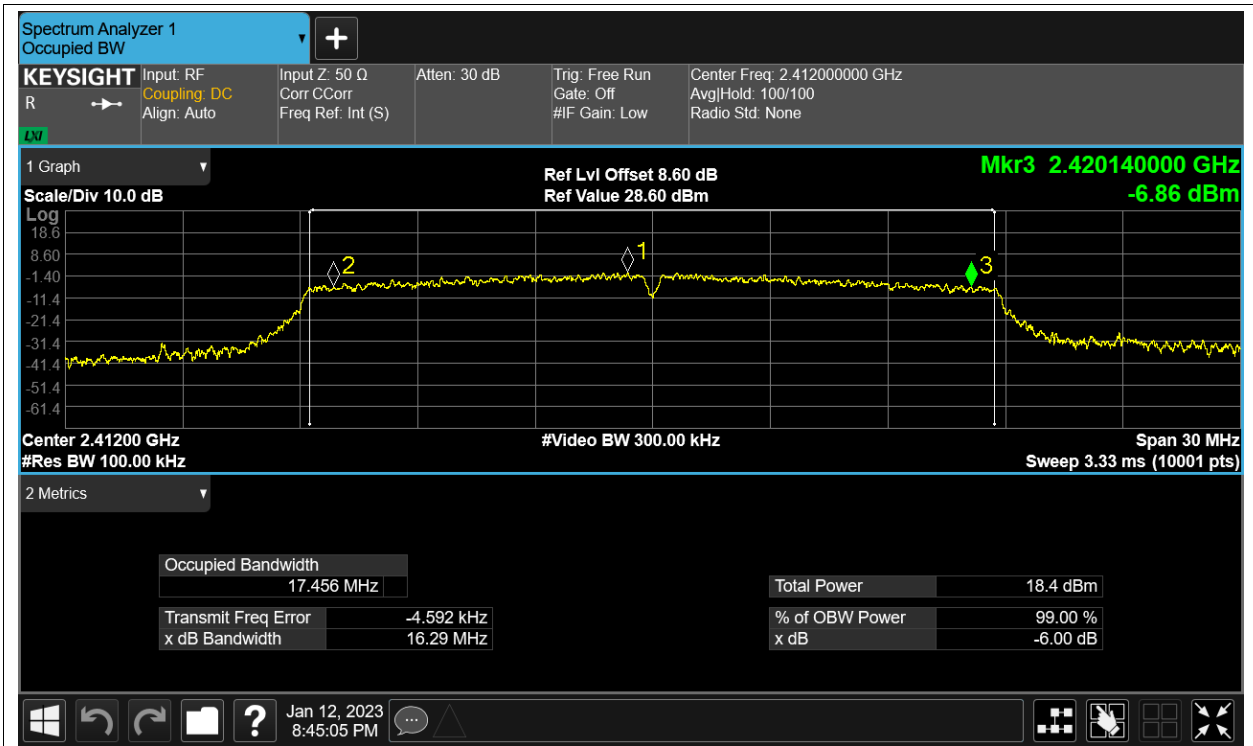 Spectrum Analyzer 1
Occupied BW
KEYSIGHT
R
LXI
Input: RF
Coupling: DC
Align: Auto
Input Z: 50 Ω
Corr CCorr
Freq Ref: Int (S)
Atten: 30 dB
Trig: Free Run
Gate: Off
#IF Gain: Low
Center Freq: 2.412000000 GHz
Avg|Hold: 100/100
Radio Std: None
1 Graph
Scale/Div 10.0 dB
Ref Lvl Offset 8.60 dB
Ref Value 28.60 dBm
Mkr3 2.420140000 GHz
-6.86 dBm
Log
18.6
8.60
-1.40
-11.4
-21.4
-31.4
-41.4
-51.4
-61.4
2
1
3
Center 2.41200 GHz
#Res BW 100.00 kHz
#Video BW 300.00 kHz
Span 30 MHz
Sweep 3.33 ms (10001 pts)
2 Metrics
Occupied Bandwidth
17.456 MHz
Transmit Freq Error -4.592 kHz
x dB Bandwidth 16.29 MHz
Total Power 18.4 dBm
% of OBW Power 99.00 %
x dB -6.00 dB
Jan 12, 2023
8:45:05 PM